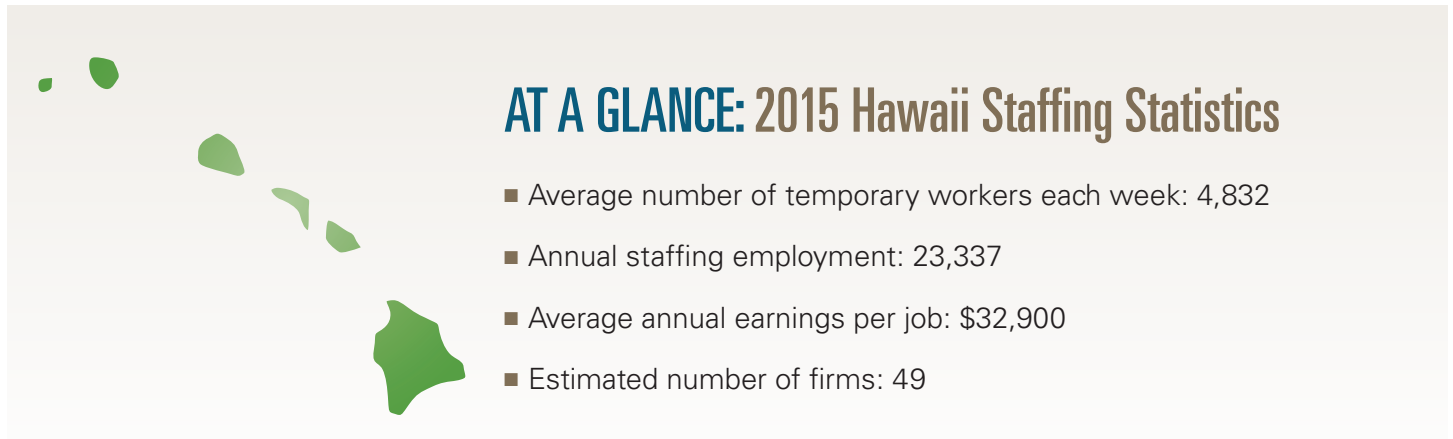 AT A GLANCE: 2015 Hawaii Staffing Statistics
■ Average number of temporary workers each week: 4,832
■ Annual staffing employment: 23,337
■ Average annual earnings per job: $32,900
■ Estimated number of firms: 49